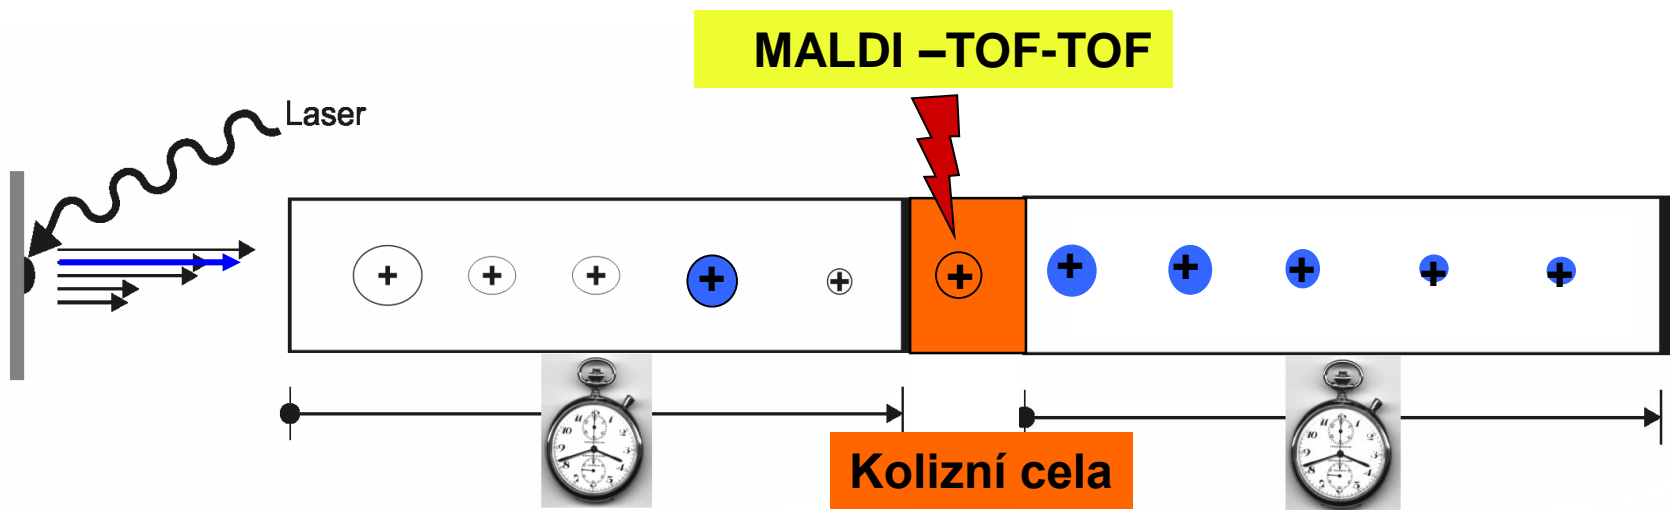 MALDI –TOF-TOF
Laser
+ + + + + + + + + + +
Kolizní cela